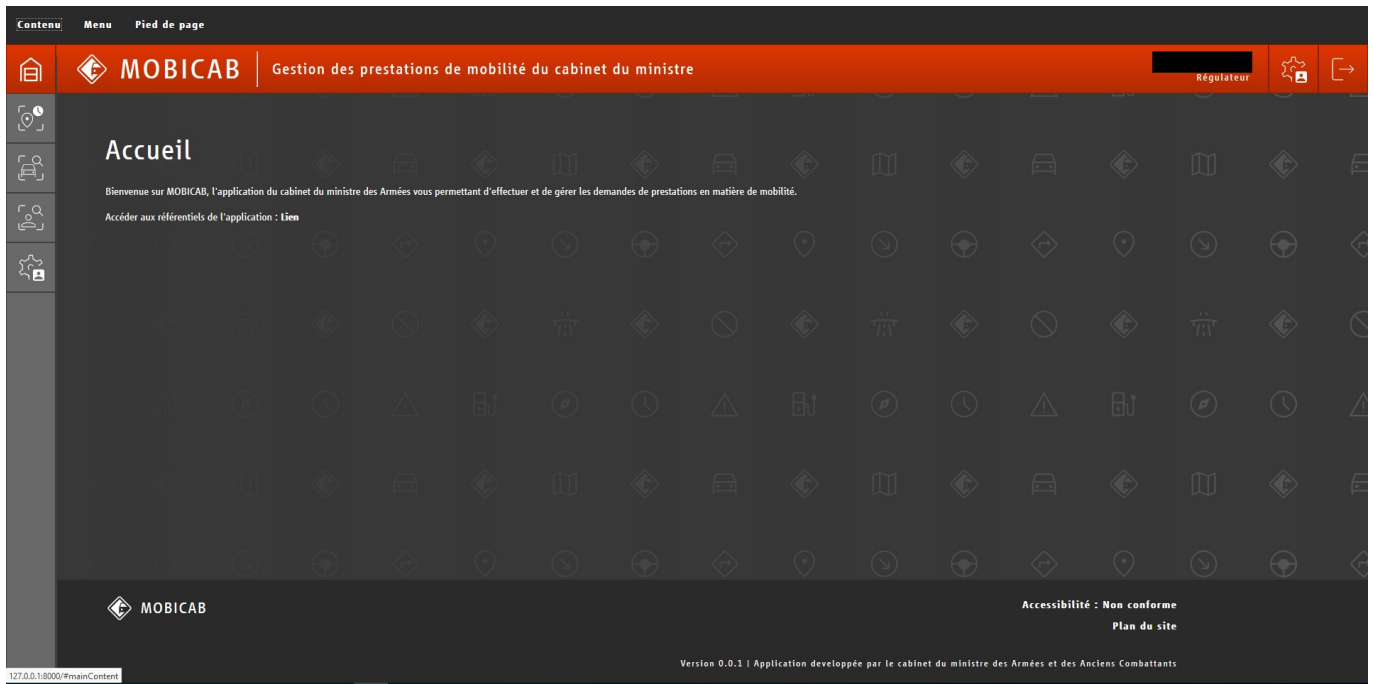 Contenu Menu Pied de page
MOBICAB Gestion des prestations de mobilité du cabinet du ministre
Régulateur
Accueil
Bienvenue sur MOBICAB, l'application du cabinet du ministre des Armées vous permettant d'effectuer et de gérer les demandes de prestations en matière de mobilité.
Accéder aux référentiels de l'application : Lien
MOBICAB
Accessibilité : Non conforme
Plan du site
Version 0.0.1 | Application developpée par le cabinet du ministre des Armées et des Anciens Combattants
127.0.0.1:8000/#mainContent